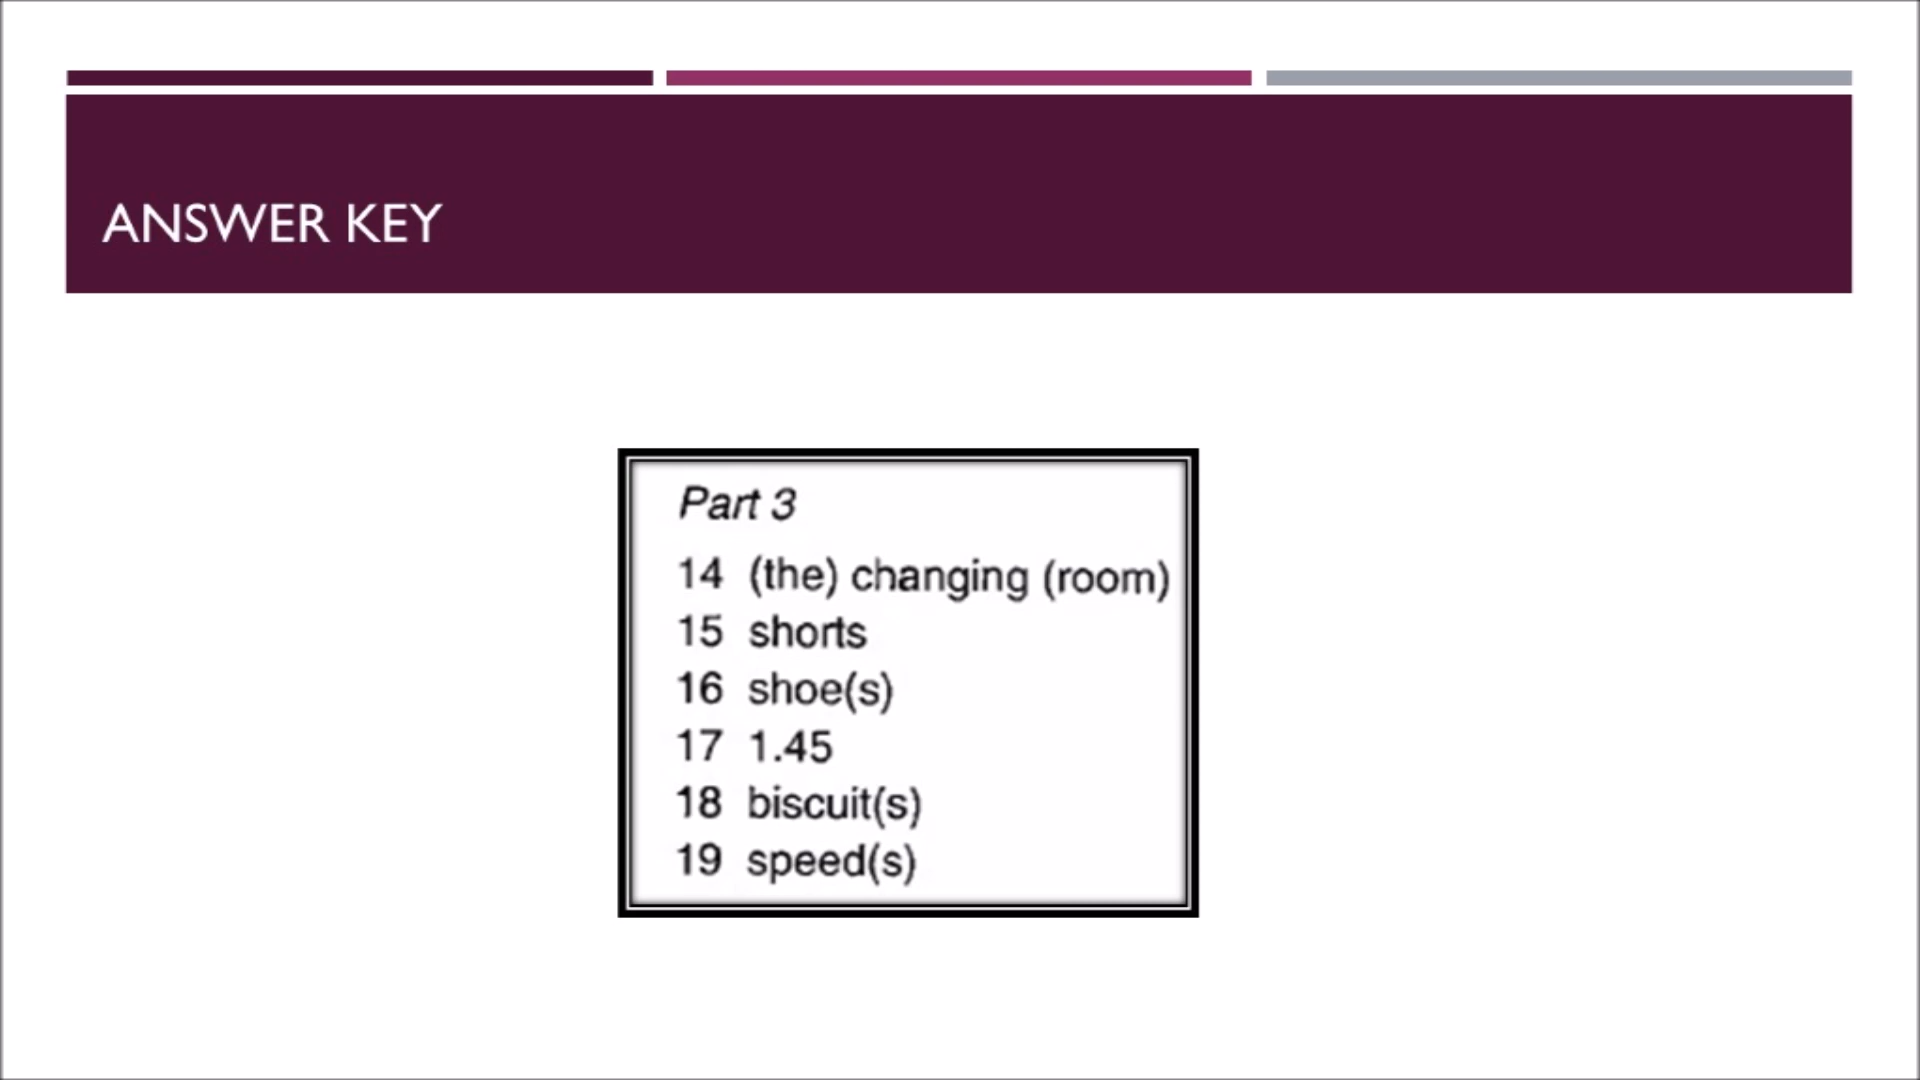 ANSWER KEY
Part 3
14 (the) changing (room)
15 shorts
16 shoe(s)
17 1.45
18 biscuit(s)
19 speed(s)